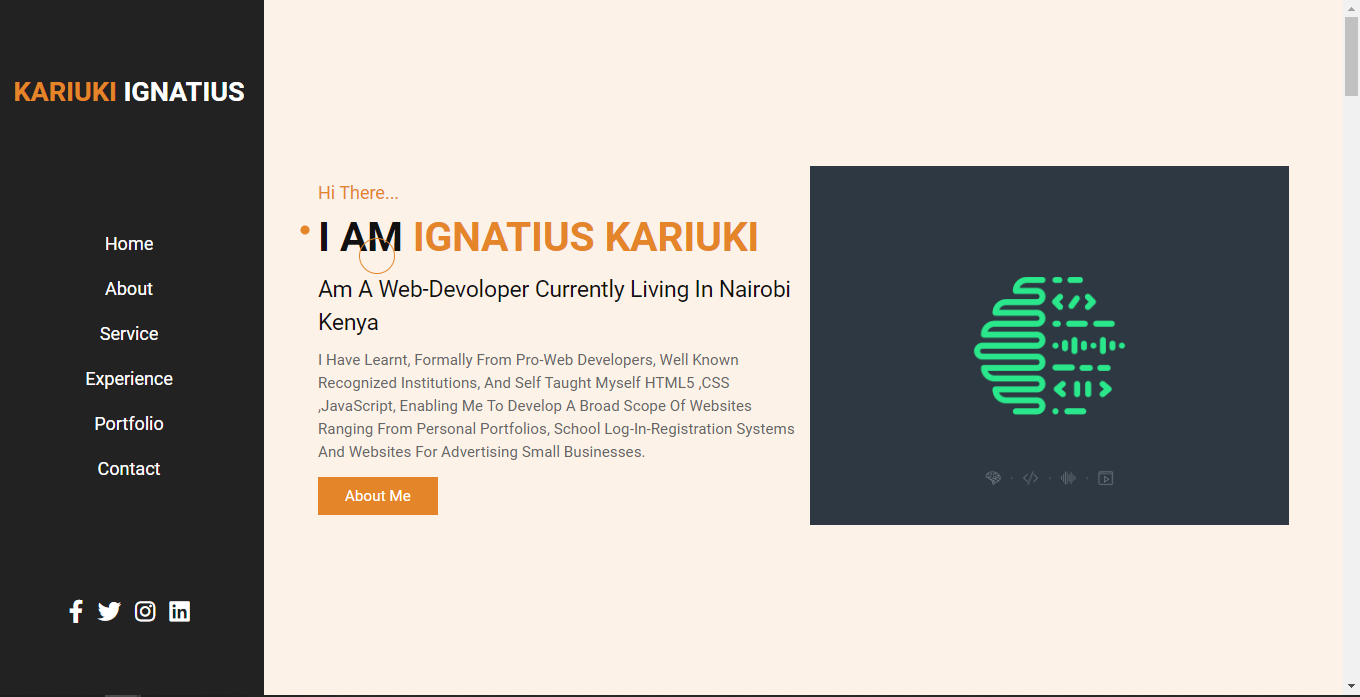 KARIUKI IGNATIUS
Home
About
Service
Experience
Portfolio
Contact
Hi There...
I AM IGNATIUS KARIUKI
Am A Web-Devoloper Currently Living In Nairobi
Kenya
I Have Learnt, Formally From Pro-Web Developers, Well Known
Recognized Institutions, And Self Taught Myself HTML5 ,CSS
,JavaScript, Enabling Me To Develop A Broad Scope Of Websites
Ranging From Personal Portfolios, School Log-In-Registration Systems
And Websites For Advertising Small Businesses.
About Me